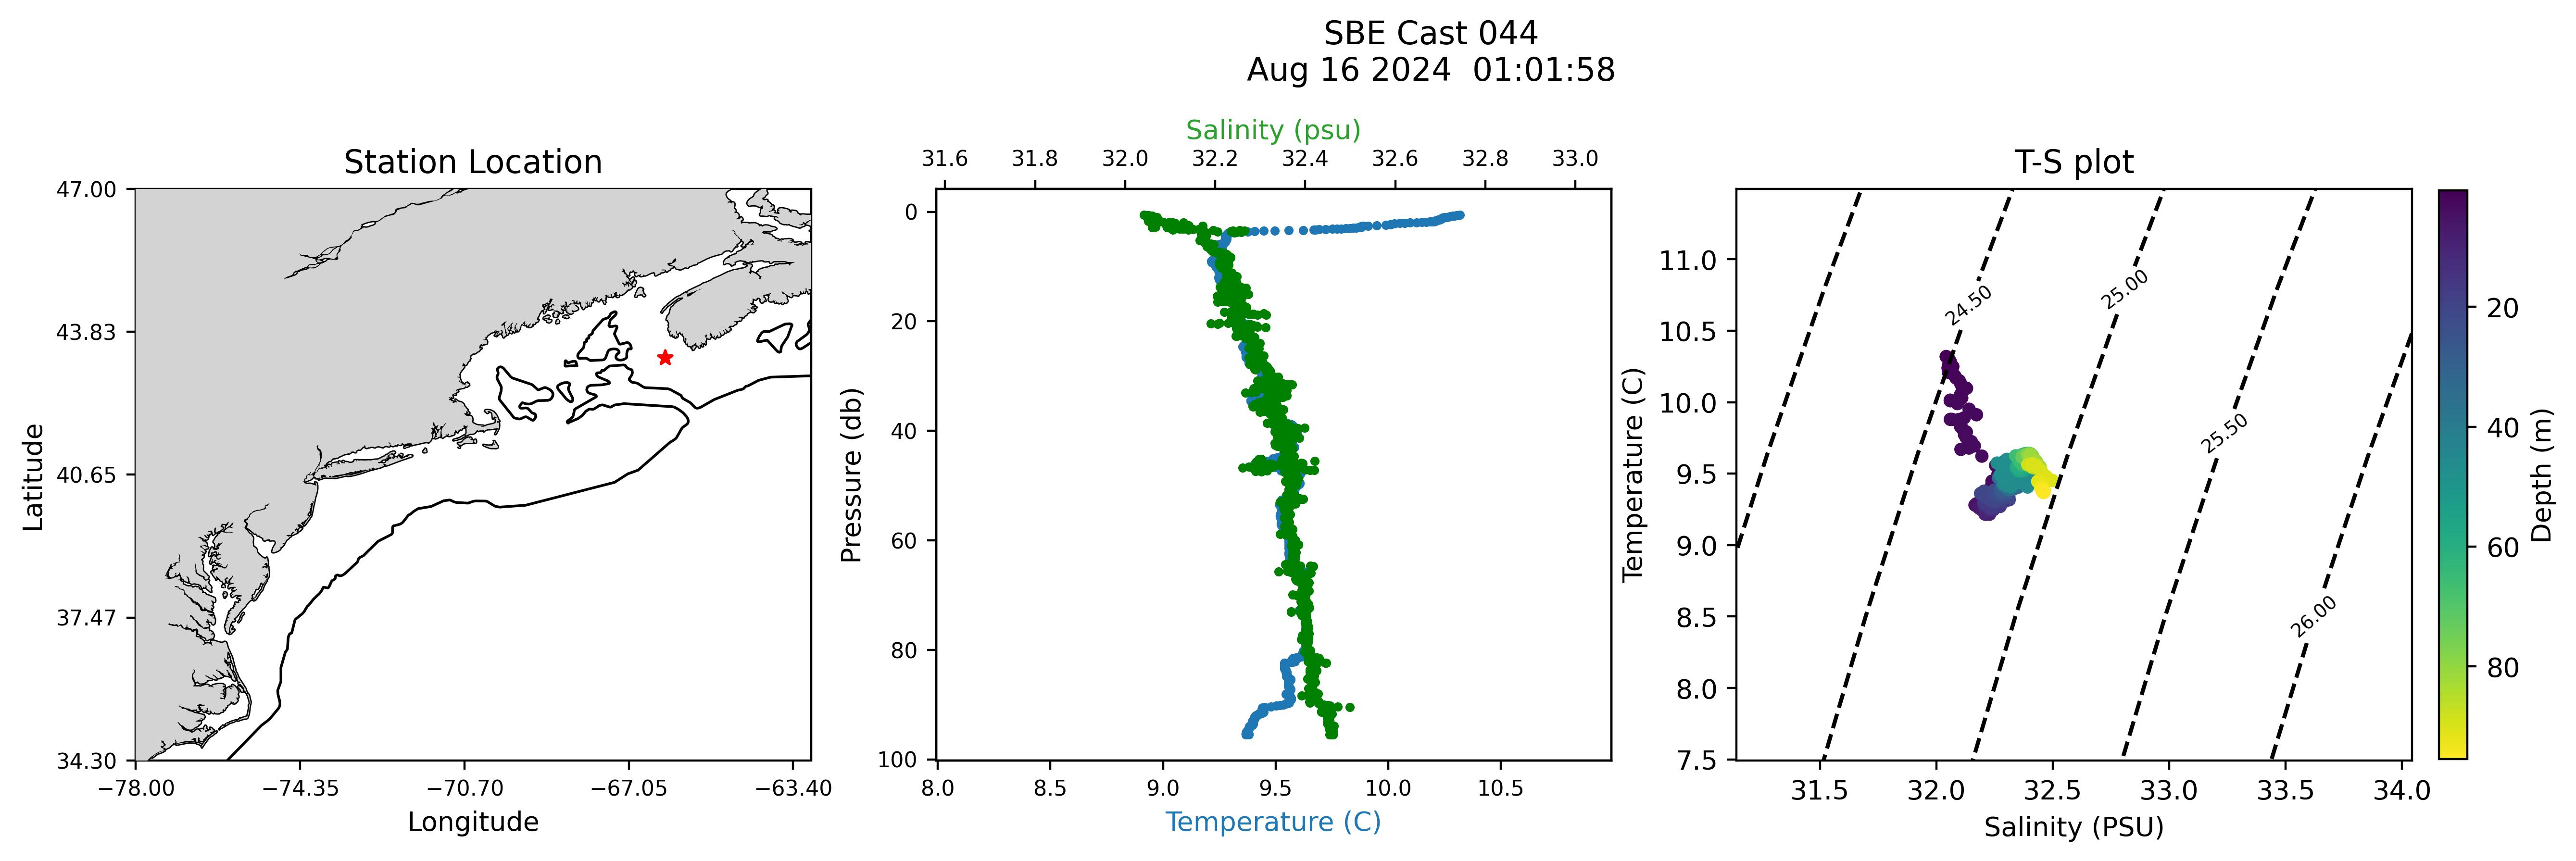 SBE Cast 044
Aug 16 2024  01:01:58
Station Location
47.00
43.83
40.65
37.47
34.30
Latitude
−78.00 −74.35 −70.70 −67.05 −63.40
Longitude
Salinity (psu)
31.6 31.8 32.0 32.2 32.4 32.6 32.8 33.0
0
20
40
60
80
100
Pressure (db)
8.0 8.5 9.0 9.5 10.0 10.5
Temperature (C)
T-S plot
11.0
10.5
10.0
9.5
9.0
8.5
8.0
7.5
Temperature (C)
24.50
25.00
25.50
26.00
31.5 32.0 32.5 33.0 33.5 34.0
Salinity (PSU)
20
40
60
80
Depth (m)